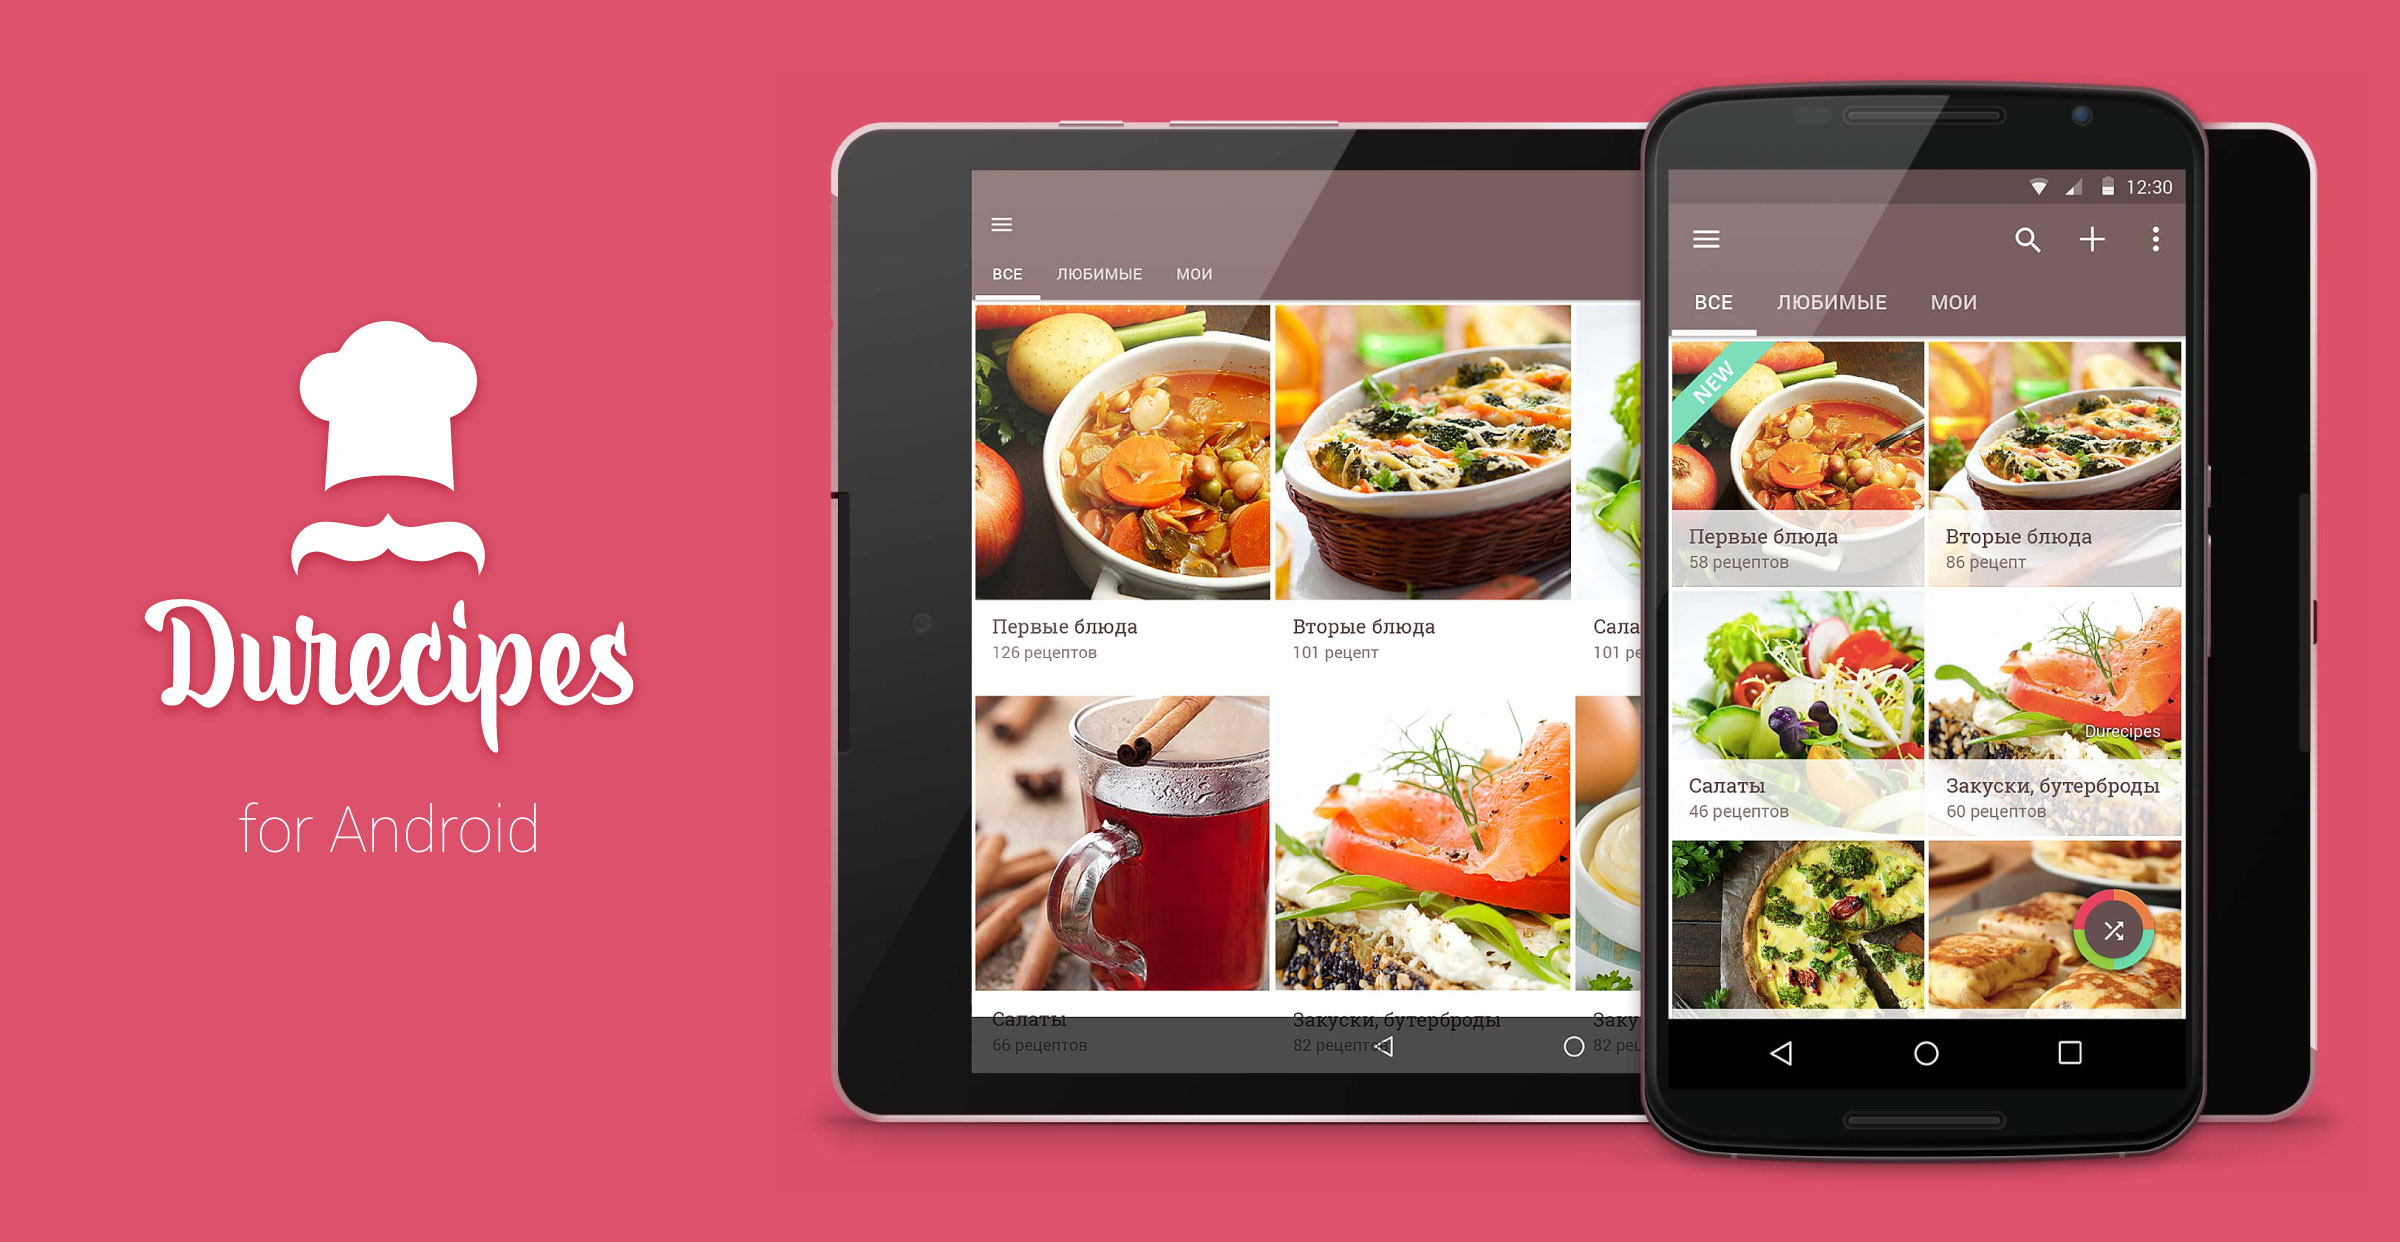 Durecipes
for Android
ВСЕ ЛЮБИМЫЕ МОИ
Первые блюда
126 рецептов
Вторые блюда
101 рецепт
Сала
101 ре
Салаты
66 рецептов
Закуски, бутерброды
82 рецептов
Заку
82 рец
12:30
ВСЕ ЛЮБИМЫЕ МОИ
NEW
Первые блюда
58 рецептов
Вторые блюда
86 рецепт
Салаты
46 рецептов
Durecipes
Закуски, бутерброды
60 рецептов